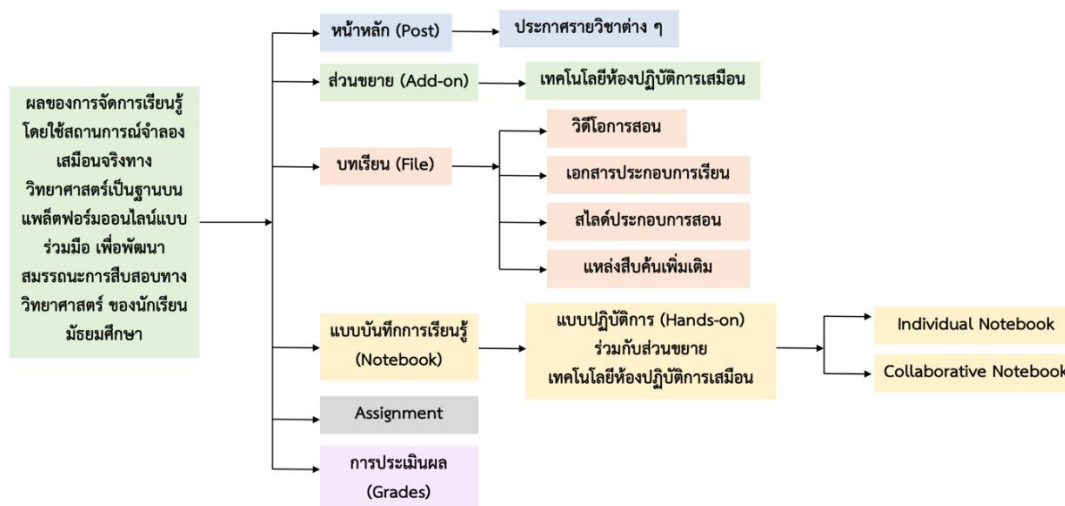 ผลของการจัดการเรียนรู้
โดยใช้สถานการณ์จำลอง
เสมือนจริงทาง
วิทยาศาสตร์เป็นฐานบน
แพล็ตฟอร์มออนไลน์แบบ
ร่วมมือ เพื่อพัฒนา
สมรรถนะการสืบสอบทาง
วิทยาศาสตร์ ของนักเรียน
มัธยมศึกษา
หน้าหลัก (Post)
ประกาศรายวิชาต่าง ๆ
ส่วนขยาย (Add-on)
เทคโนโลยีห้องปฏิบัติการเสมือน
บทเรียน (File)
วิดีโอการสอน
เอกสารประกอบการเรียน
สไลด์ประกอบการสอน
แหล่งสืบค้นเพิ่มเติม
แบบบันทึกการเรียนรู้
(Notebook)
แบบปฏิบัติการ (Hands-on)
ร่วมกับส่วนขยาย
เทคโนโลยีห้องปฏิบัติการเสมือน
Individual Notebook
Collaborative Notebook
Assignment
การประเมินผล
(Grades)